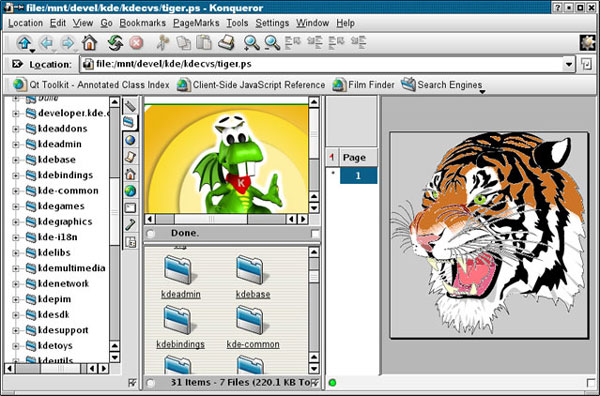 file:/mnt/devel/kde/kdecvs/tiger.ps - Konqueror
Location Edit View Go Bookmarks PageMarks Tools Settings Window Help
Location: file:/mnt/devel/kde/kdecvs/tiger.ps
Qt Toolkit - Annotated Class Index Client-Side JavaScript Reference Film Finder Search Engines
developer.kde.
kdeaddons
kdeadmin
kdebase
kdebindings
kde-common
kdegames
kdegraphics
kde-i18n
kdelibs
kdemultimedia
kdenetwork
kdepim
kdesdk
kdesupport
kdetoys
kdeutils
K
Done.
kdeadmin kdebase
kdebindings kde-common
31 Items - 7 Files (220.1 KB To
1 Page
* 1